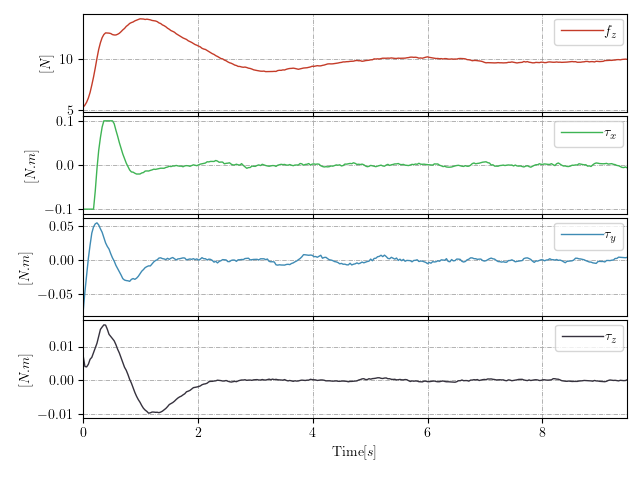 [N]
10
5
f_z
[N.m]
0.1
0.0
−0.1
τ_x
[N.m]
0.05
0.00
−0.05
τ_y
[N.m]
0.01
0.00
−0.01
τ_z
0 2 4 6 8
Time[s]